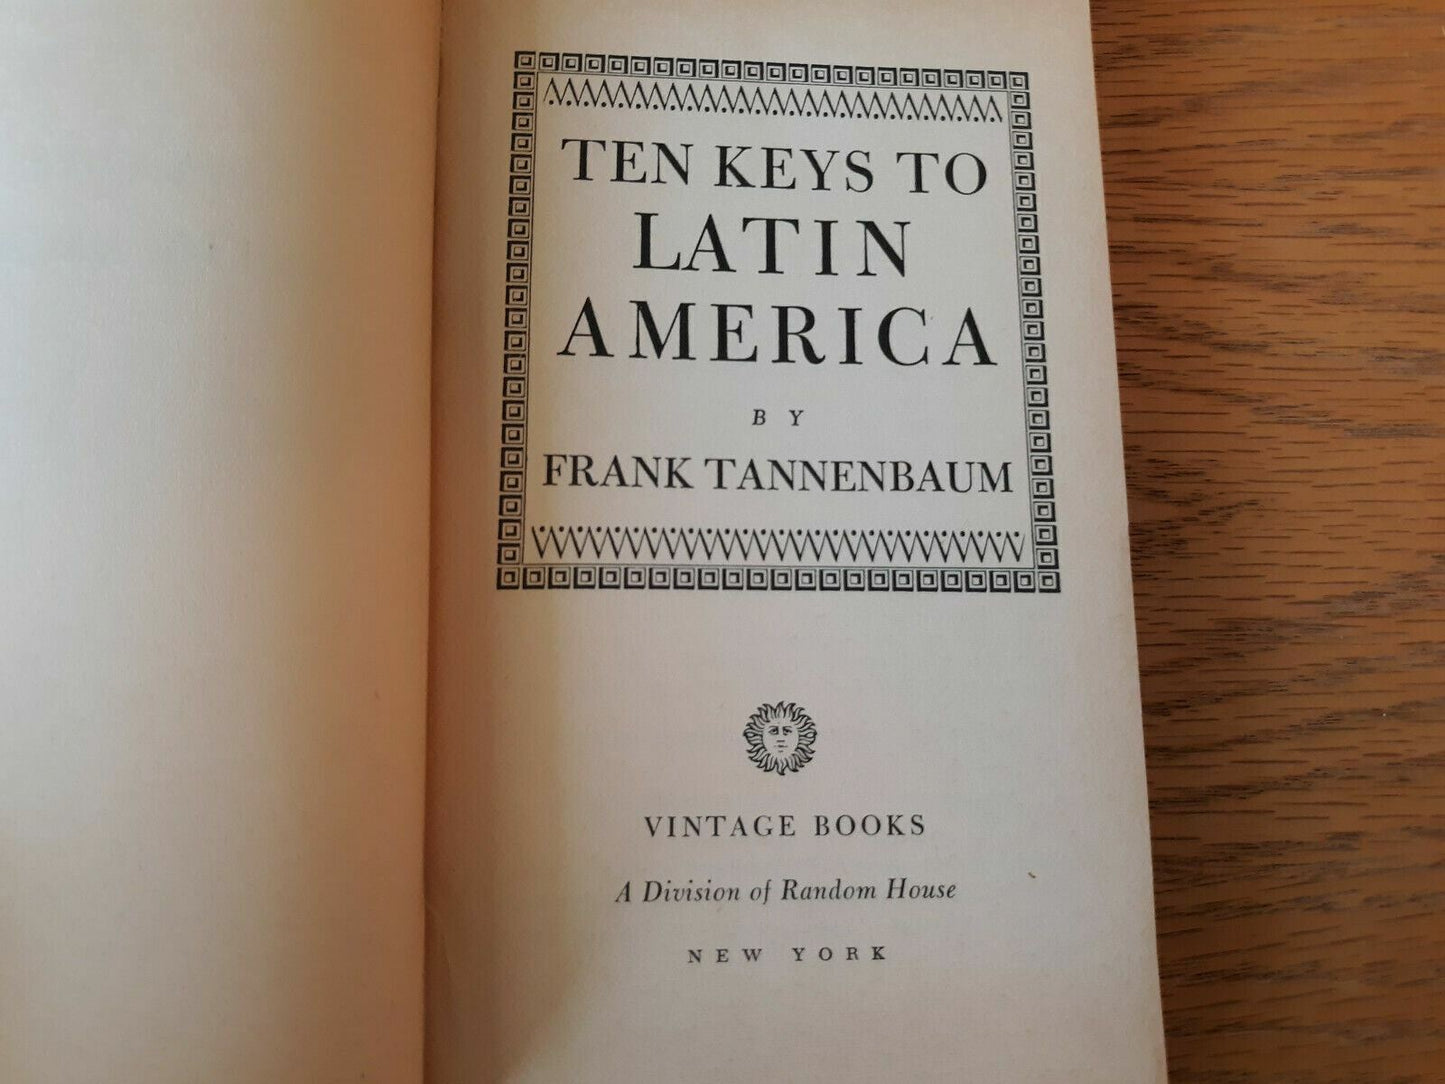 TEN KEYS TO
LATIN
AMERICA
BY
FRANK TANNENBAUM
VINTAGE BOOKS
A Division of Random House
NEW YORK